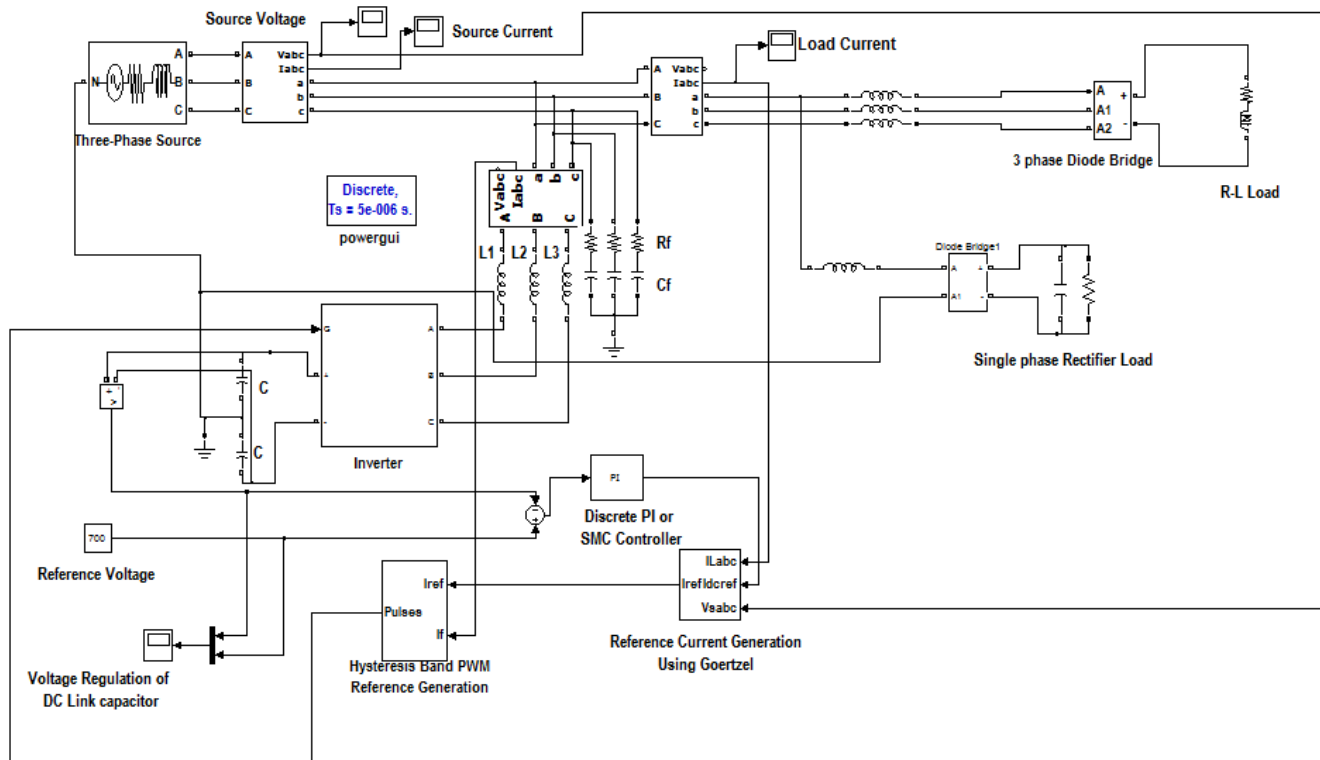 Source Voltage
Source Current
Load Current
A
B
C
N
Three-Phase Source
A
B
C
Vabc
Iabc
a
b
c
A
B
C
Vabc
Iabc
a
b
c
A
A1
A2
+
-
3 phase Diode Bridge
R-L Load
Discrete,
Ts = 5e-006 s.
powergui
Vabc
Iabc
a
b
c
A
B
C
L1
L2
L3
Rf
Cf
Diode Bridge1
A
A1
+
-
Single phase Rectifier Load
G
+
-
A
B
C
Inverter
C
C
+
-
v
PI
Discrete PI or
SMC Controller
-
+
700
Reference Voltage
ILabc
Iref
Idcref
Vsabc
Reference Current Generation
Using Goertzel
Iref
Pulses
If
Hysteresis Band PWM
Reference Generation
Voltage Regulation of
DC Link capacitor